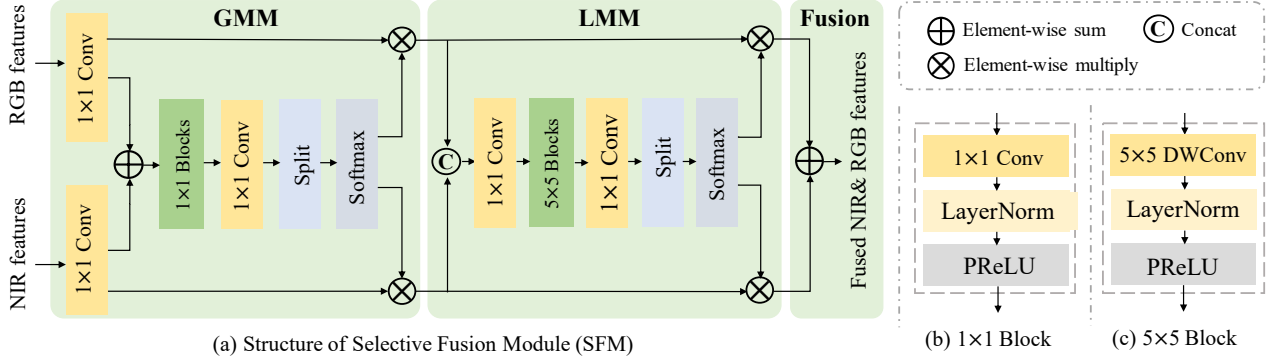 GMM
LMM
Fusion
RGB features
NIR features
1×1 Conv
1×1 Conv
1×1 Blocks
1×1 Conv
Split
Softmax
C
1×1 Conv
5×5 Blocks
1×1 Conv
Split
Softmax
Fused NIR& RGB features
(a) Structure of Selective Fusion Module (SFM)
Element-wise sum
C Concat
Element-wise multiply
1×1 Conv
LayerNorm
PReLU
(b) 1×1 Block
5×5 DWConv
LayerNorm
PReLU
(c) 5×5 Block